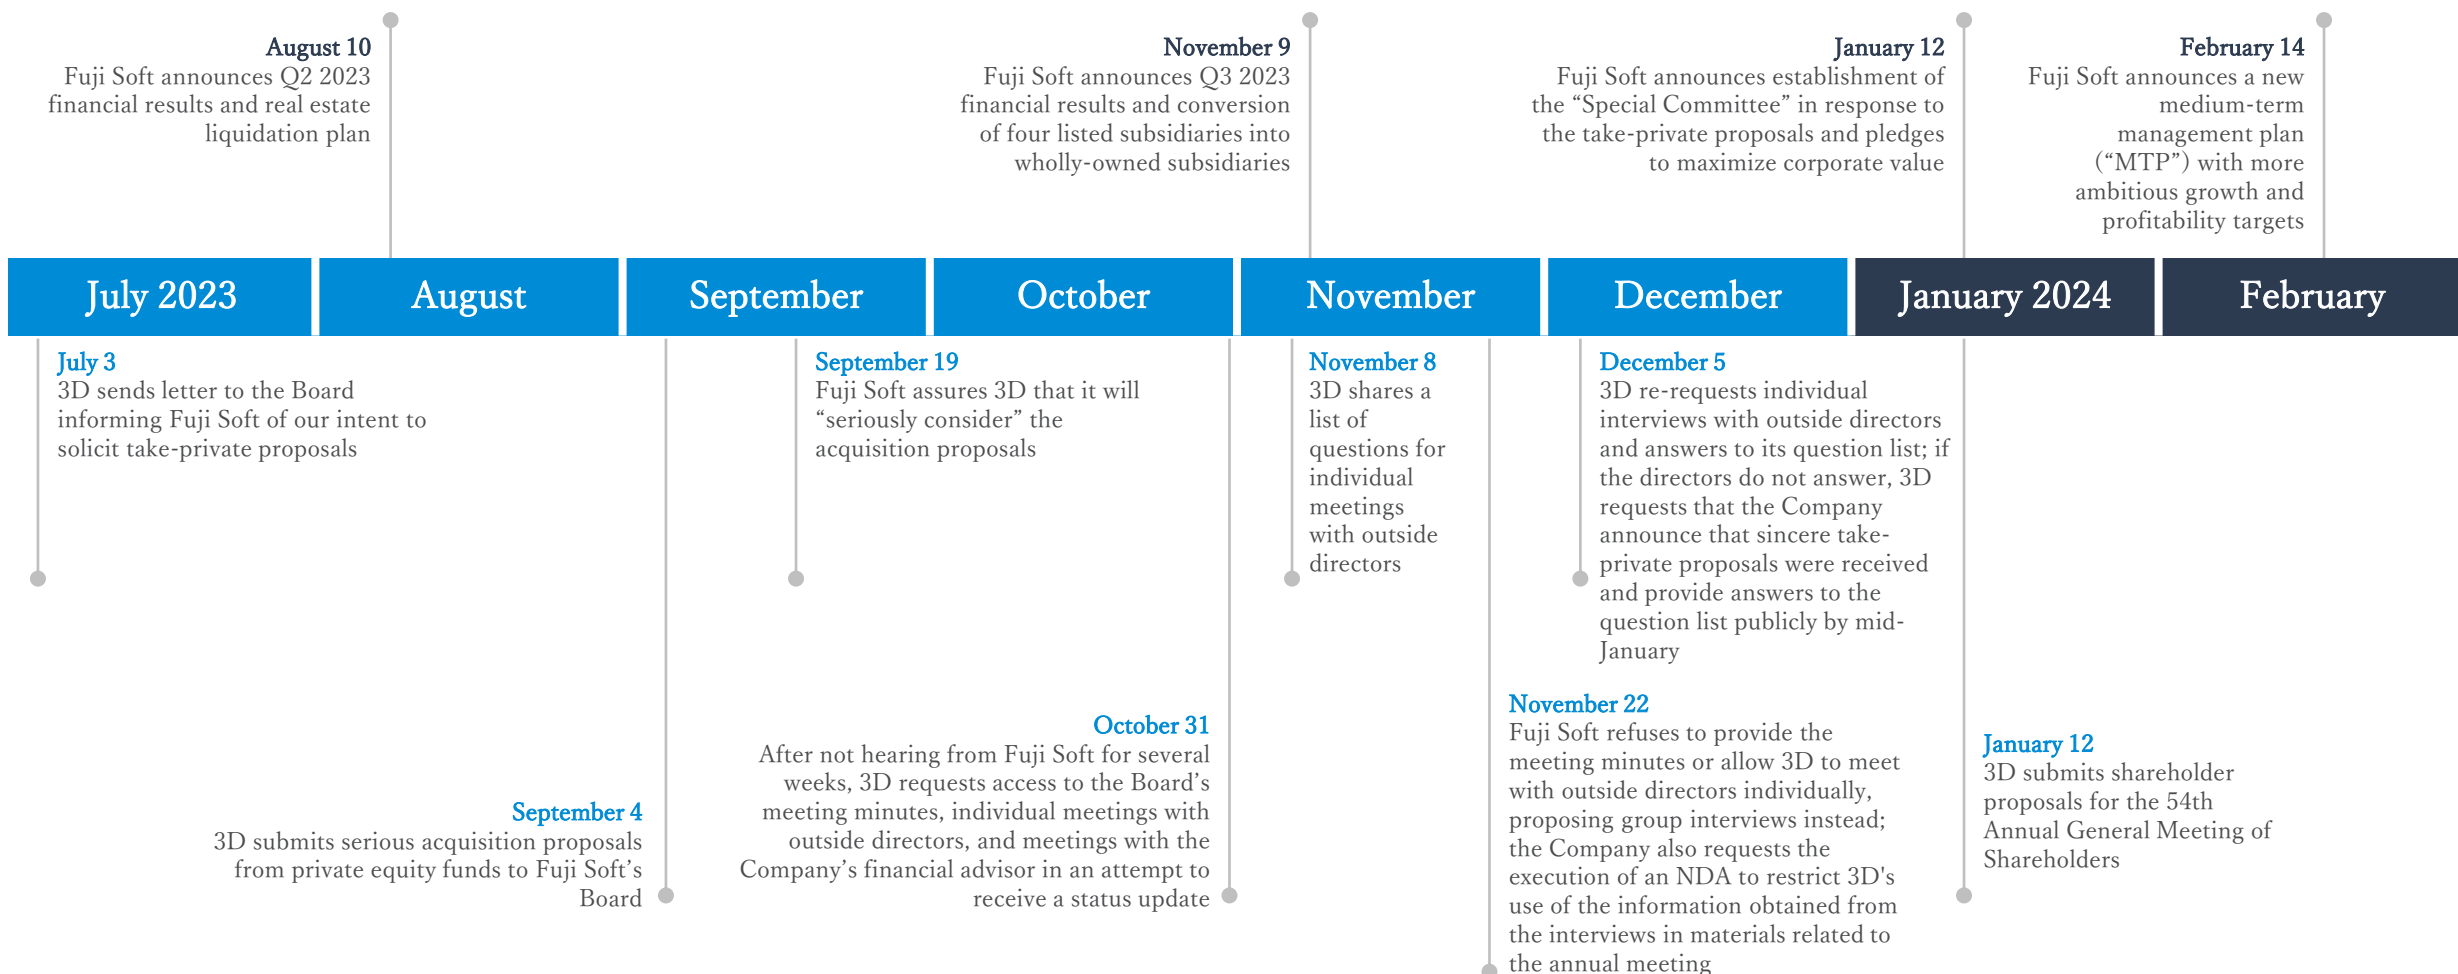 August 10
Fuji Soft announces Q2 2023
financial results and real estate
liquidation plan
November 9
Fuji Soft announces Q3 2023
financial results and conversion
of four listed subsidiaries into
wholly-owned subsidiaries
January 12
Fuji Soft announces establishment of
the “Special Committee” in response to
the take-private proposals and pledges
to maximize corporate value
February 14
Fuji Soft announces a new
medium-term
management plan
(“MTP”) with more
ambitious growth and
profitability targets
July 2023
August
September
October
November
December
January 2024
February
July 3
3D sends letter to the Board
informing Fuji Soft of our intent to
solicit take-private proposals
September 19
Fuji Soft assures 3D that it will
“seriously consider” the
acquisition proposals
November 8
3D shares a
list of
questions for
individual
meetings
with outside
directors
December 5
3D re-requests individual
interviews with outside directors
and answers to its question list; if
the directors do not answer, 3D
requests that the Company
announce that sincere take-
private proposals were received
and provide answers to the
question list publicly by mid-
January
September 4
3D submits serious acquisition proposals
from private equity funds to Fuji Soft’s
Board
October 31
After not hearing from Fuji Soft for several
weeks, 3D requests access to the Board’s
meeting minutes, individual meetings with
outside directors, and meetings with the
Company’s financial advisor in an attempt to
receive a status update
November 22
Fuji Soft refuses to provide the
meeting minutes or allow 3D to meet
with outside directors individually,
proposing group interviews instead;
the Company also requests the
execution of an NDA to restrict 3D's
use of the information obtained from
the interviews in materials related to
the annual meeting
January 12
3D submits shareholder
proposals for the 54th
Annual General Meeting of
Shareholders